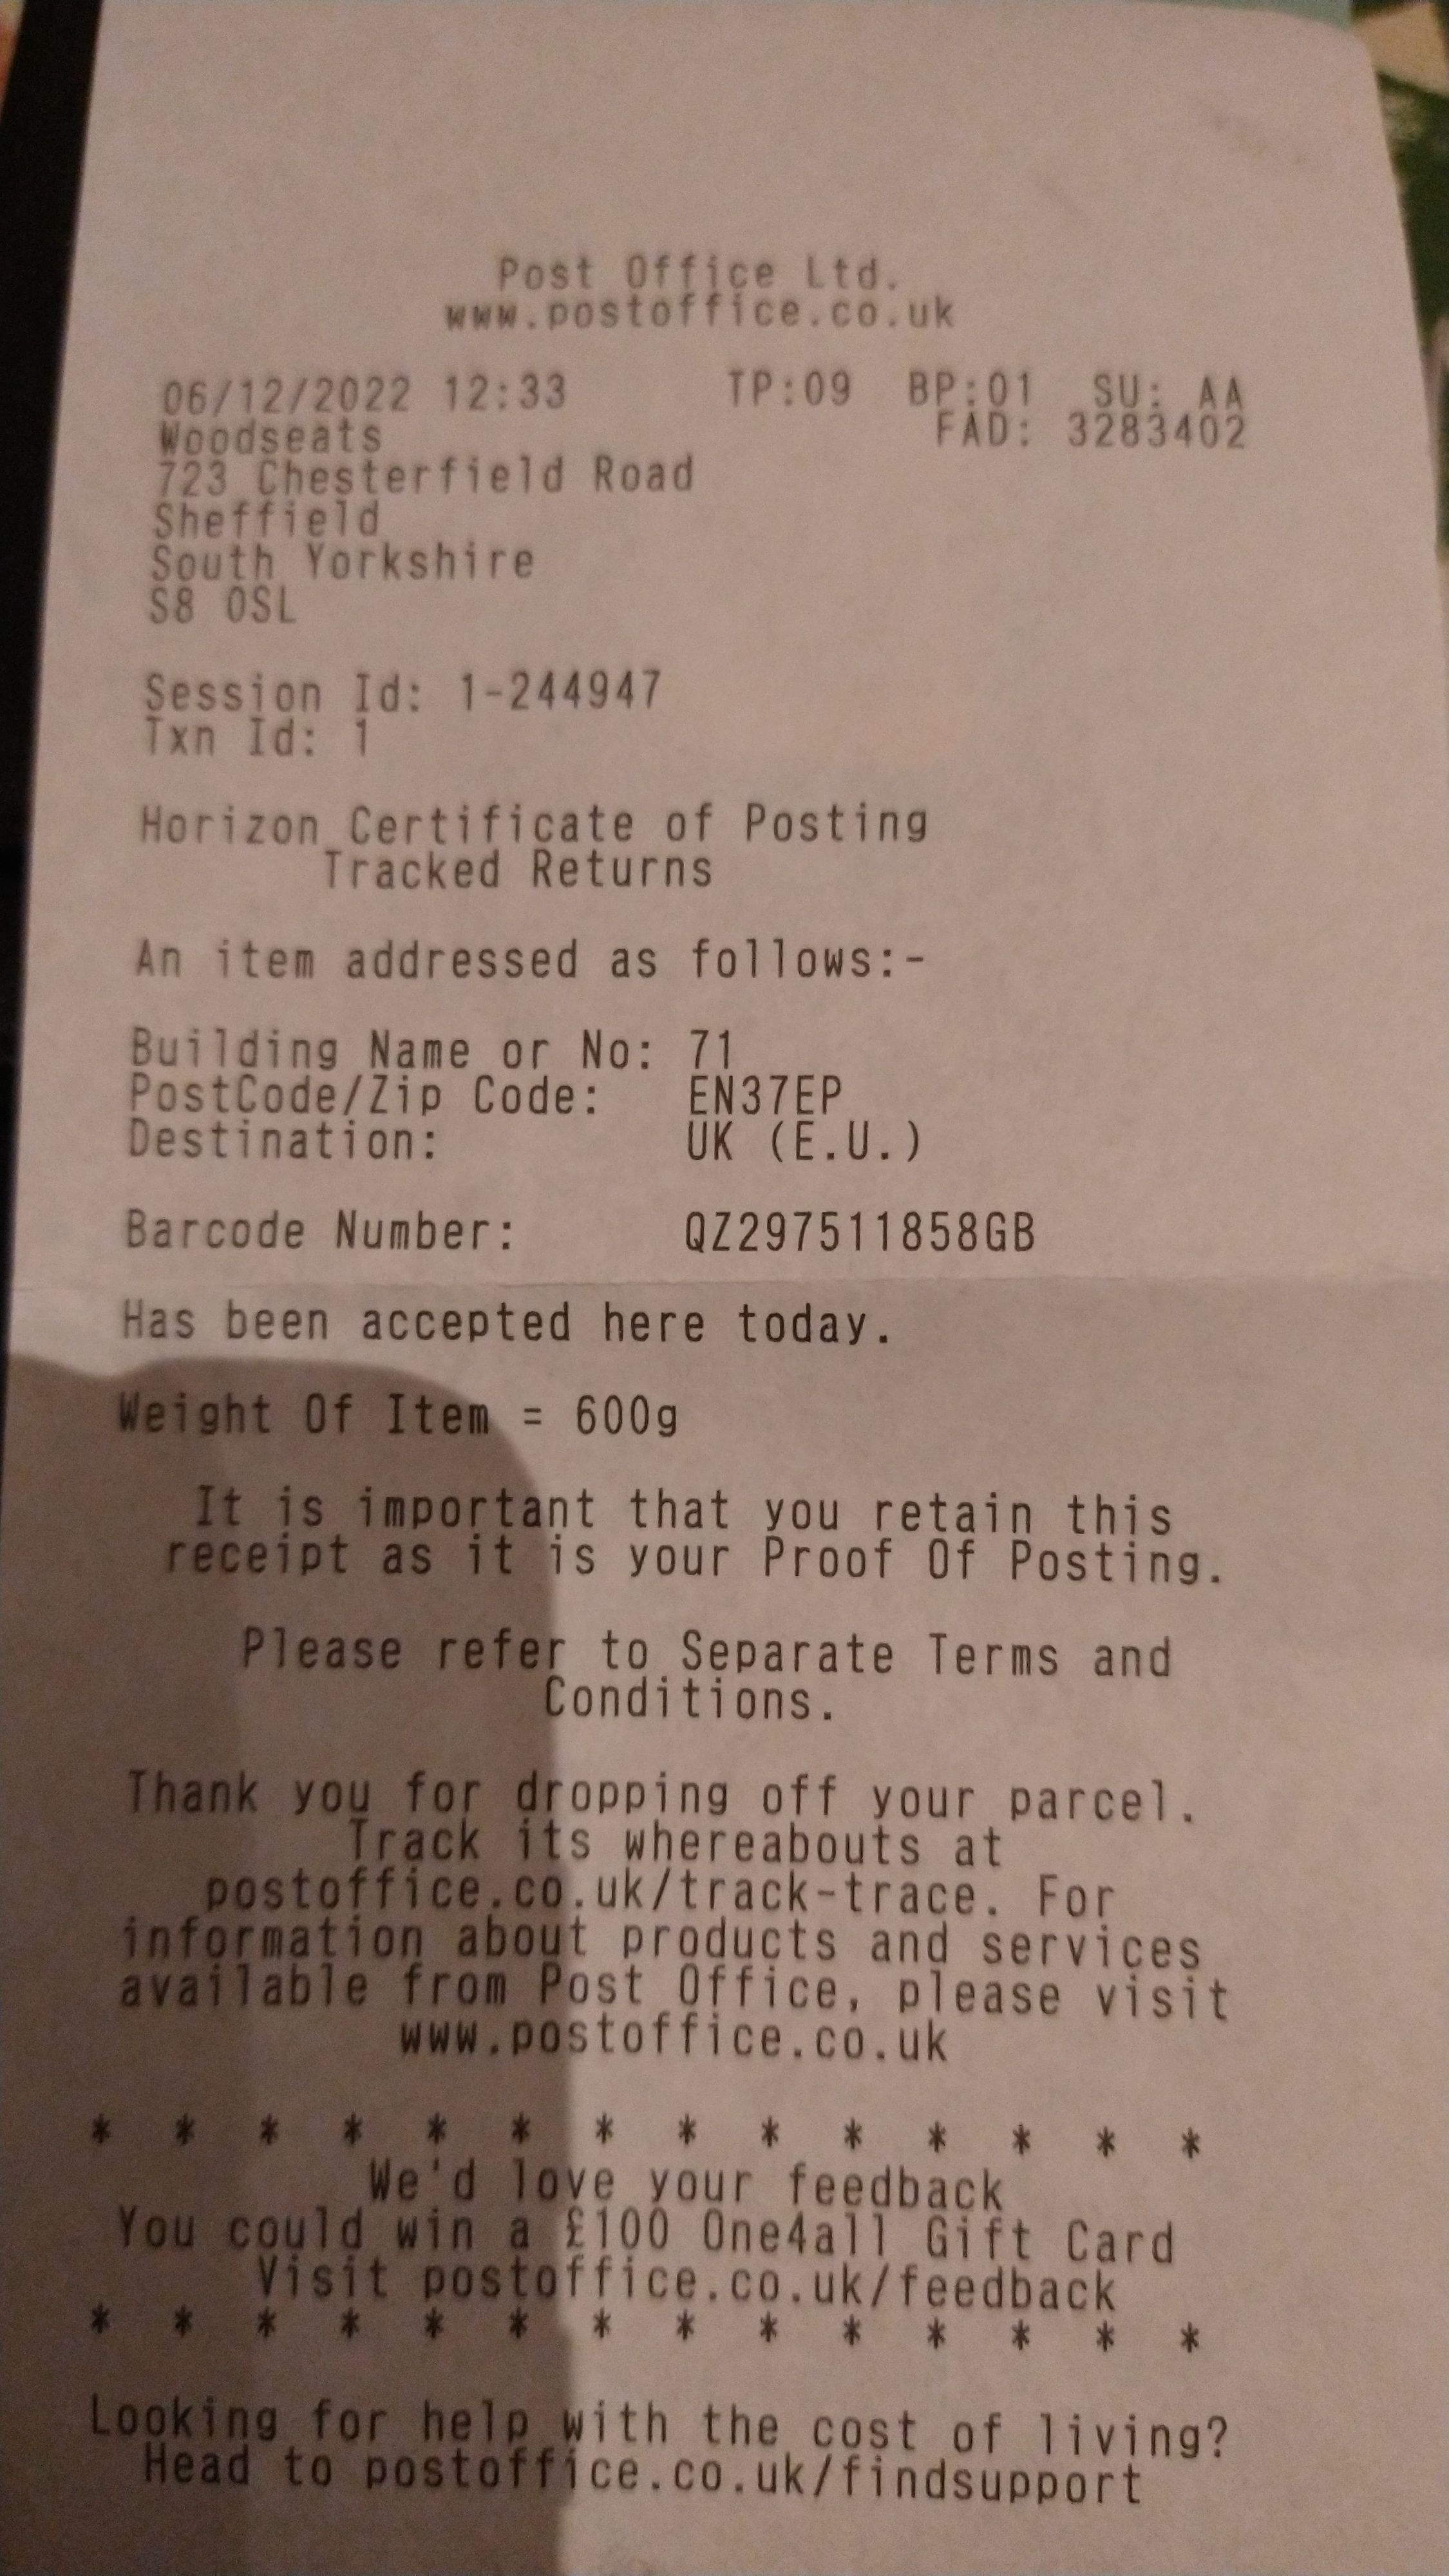 Post Office Ltd.
www.postoffice.co.uk
06/12/2022 12:33 TP:09 BP:01 SU: AA
Woodseats FAD: 3283402
723 Chesterfield Road
Sheffield
South Yorkshire
S8 0SL
Session Id: 1-244947
Txn Id: 1
Horizon Certificate of Posting
Tracked Returns
An item addressed as follows:-
Building Name or No: 71
PostCode/Zip Code: EN37EP
Destination: UK (E.U.)
Barcode Number: QZ297511858GB
Has been accepted here today.
Weight Of Item = 600g
It is important that you retain this
receipt as it is your Proof Of Posting.
Please refer to Separate Terms and
Conditions.
Thank you for dropping off your parcel.
Track its whereabouts at
postoffice.co.uk/track-trace. For
information about products and services
available from Post Office, please visit
www.postoffice.co.uk
* * * * * * * * * * * * * *
We'd love your feedback
You could win a £100 One4all Gift Card
Visit postoffice.co.uk/feedback
* * * * * * * * * * * * * *
Looking for help with the cost of living?
Head to postoffice.co.uk/findsupport